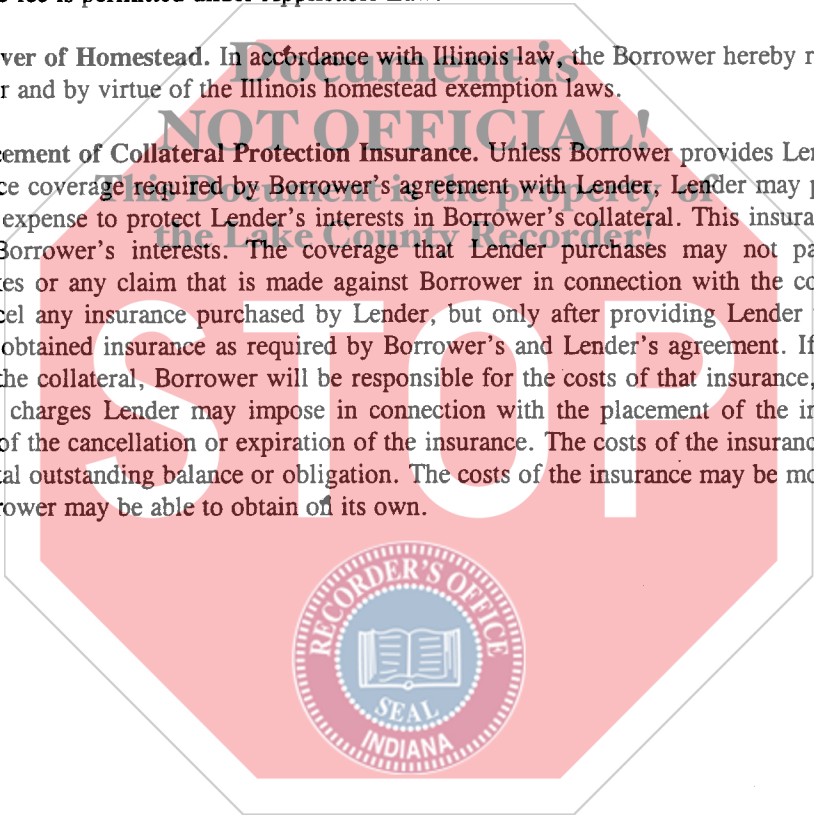 ee is permitted under Application Law.
ver of Homestead. In accordance with Illinois law, the Borrower hereby r
r and by virtue of the Illinois homestead exemption laws.
Document is
NOT OFFICIAL!
This Document is the property of
the Lake County Recorder!
cement of Collateral Protection Insurance. Unless Borrower provides Len
ce coverage required by Borrower's agreement with Lender, Lender may p
expense to protect Lender's interests in Borrower's collateral. This insura
Borrower's interests. The coverage that Lender purchases may not pa
es or any claim that is made against Borrower in connection with the co
cel any insurance purchased by Lender, but only after providing Lender
obtained insurance as required by Borrower's and Lender's agreement. If
the collateral, Borrower will be responsible for the costs of that insurance,
charges Lender may impose in connection with the placement of the in
of the cancellation or expiration of the insurance. The costs of the insuranc
al outstanding balance or obligation. The costs of the insurance may be mo
rower may be able to obtain on its own.
STOP
RECORDER'S OFFICE
SEAL
INDIANA